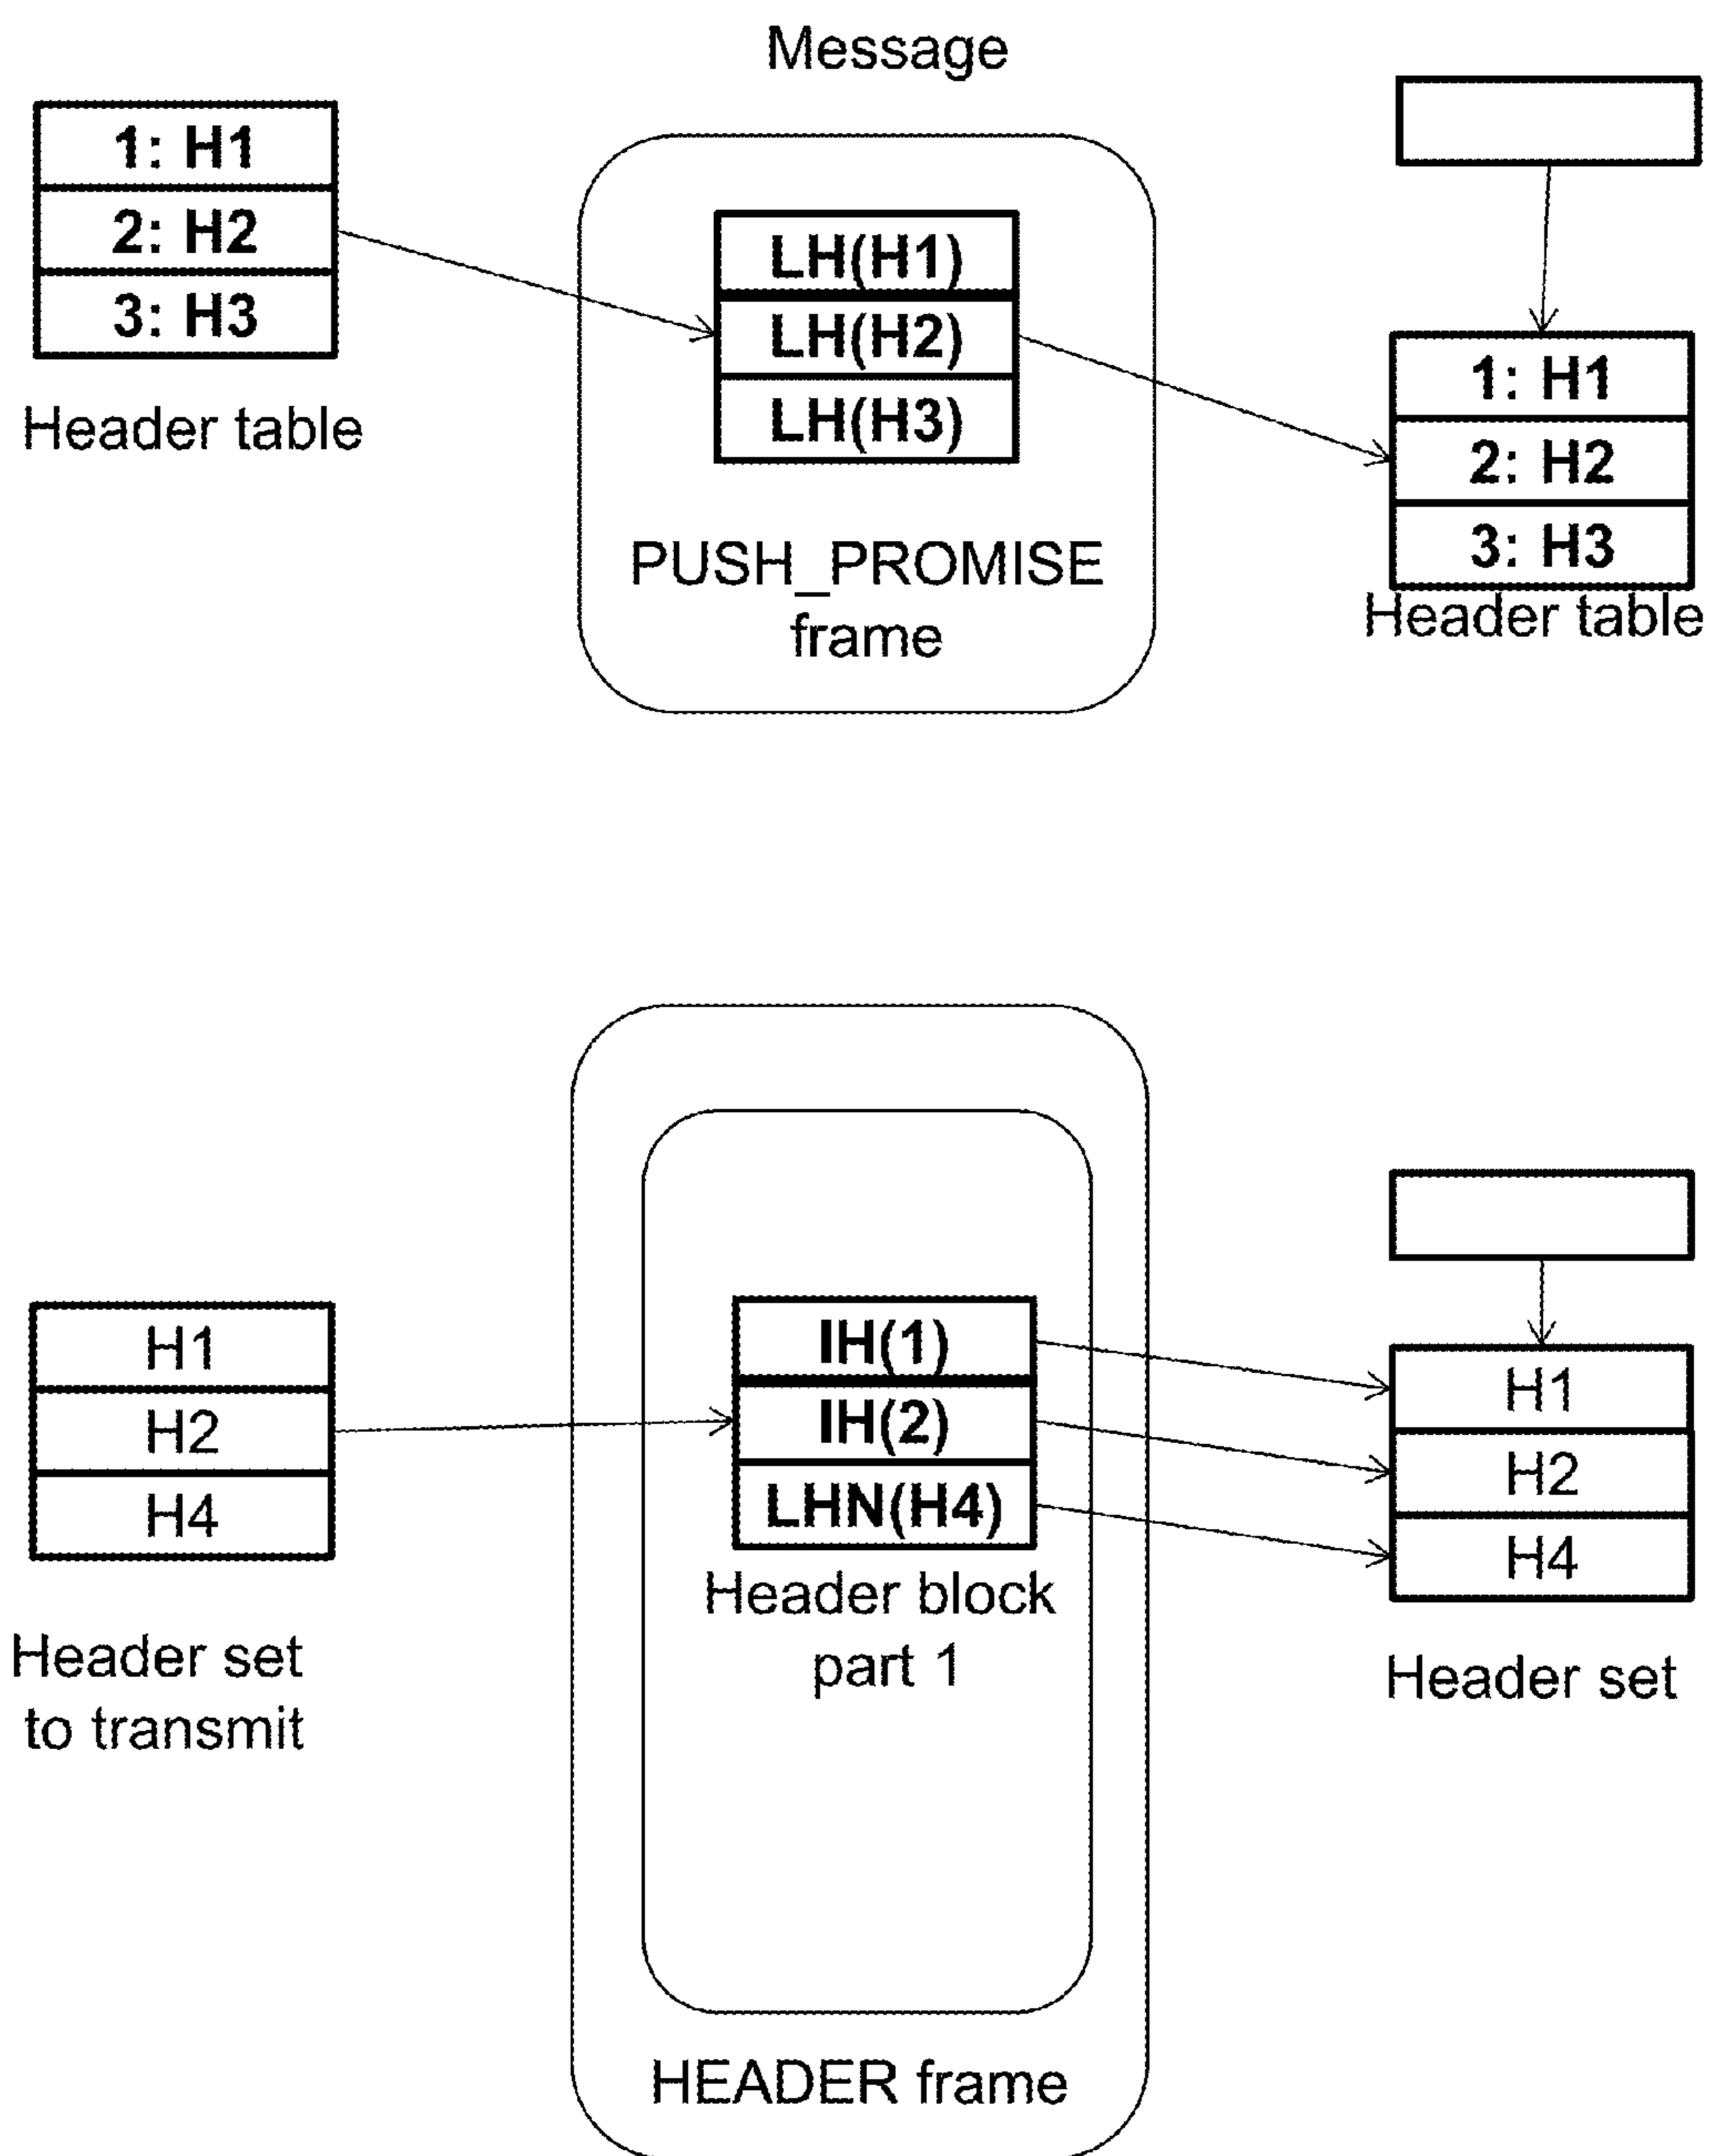 Message
1: H1
2: H2
3: H3
Header table
LH(H1)
LH(H2)
LH(H3)
PUSH_PROMISE
frame
1: H1
2: H2
3: H3
Header table
H1
H2
H4
Header set
to transmit
IH(1)
IH(2)
LHN(H4)
Header block
part 1
HEADER frame
H1
H2
H4
Header set